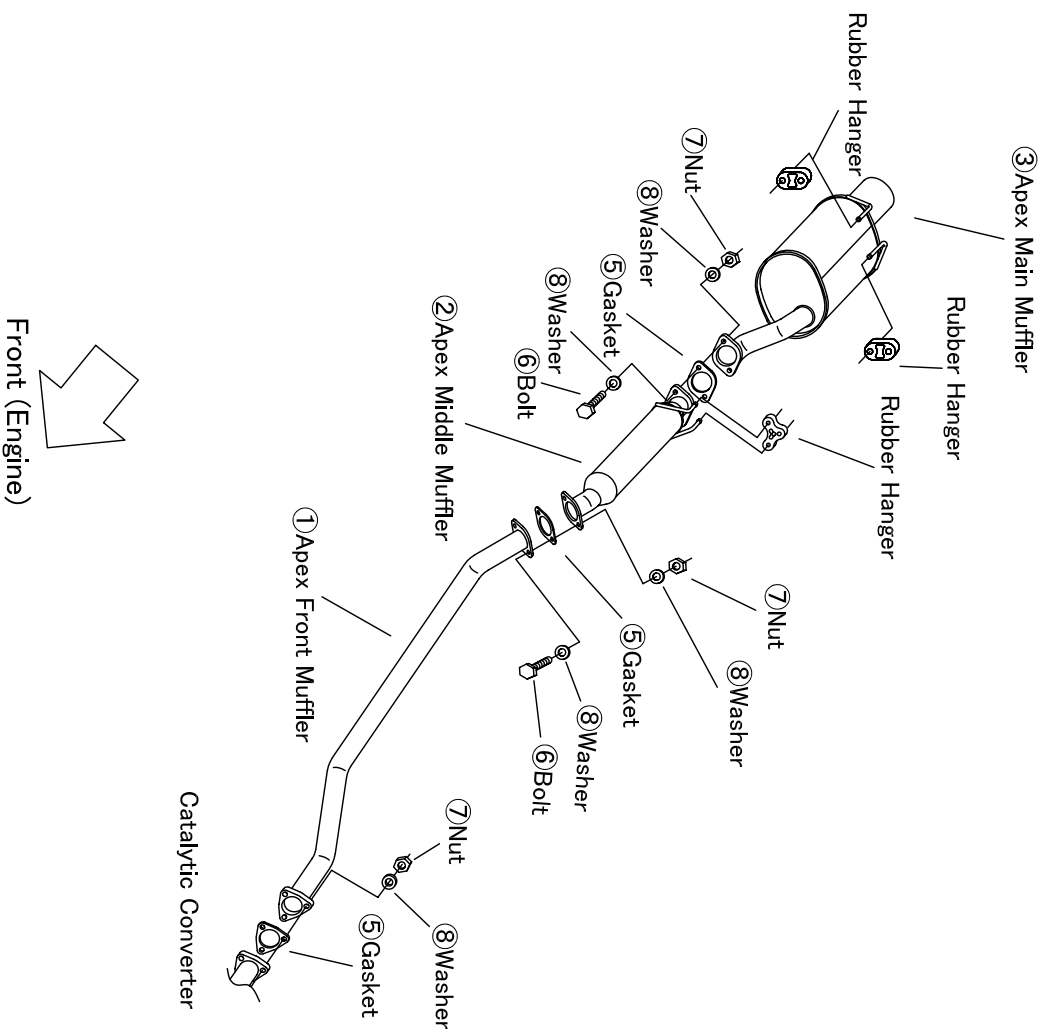 ③Apex Main Muffler
Rubber Hanger
Rubber Hanger
Rubber Hanger
⑦Nut
⑧Washer
⑤Gasket
⑧Washer
⑥Bolt
②Apex Middle Muffler
⑦Nut
⑧Washer
⑤Gasket
⑧Washer
⑥Bolt
①Apex Front Muffler
⑦Nut
⑧Washer
⑤Gasket
Catalytic Converter
Front (Engine)